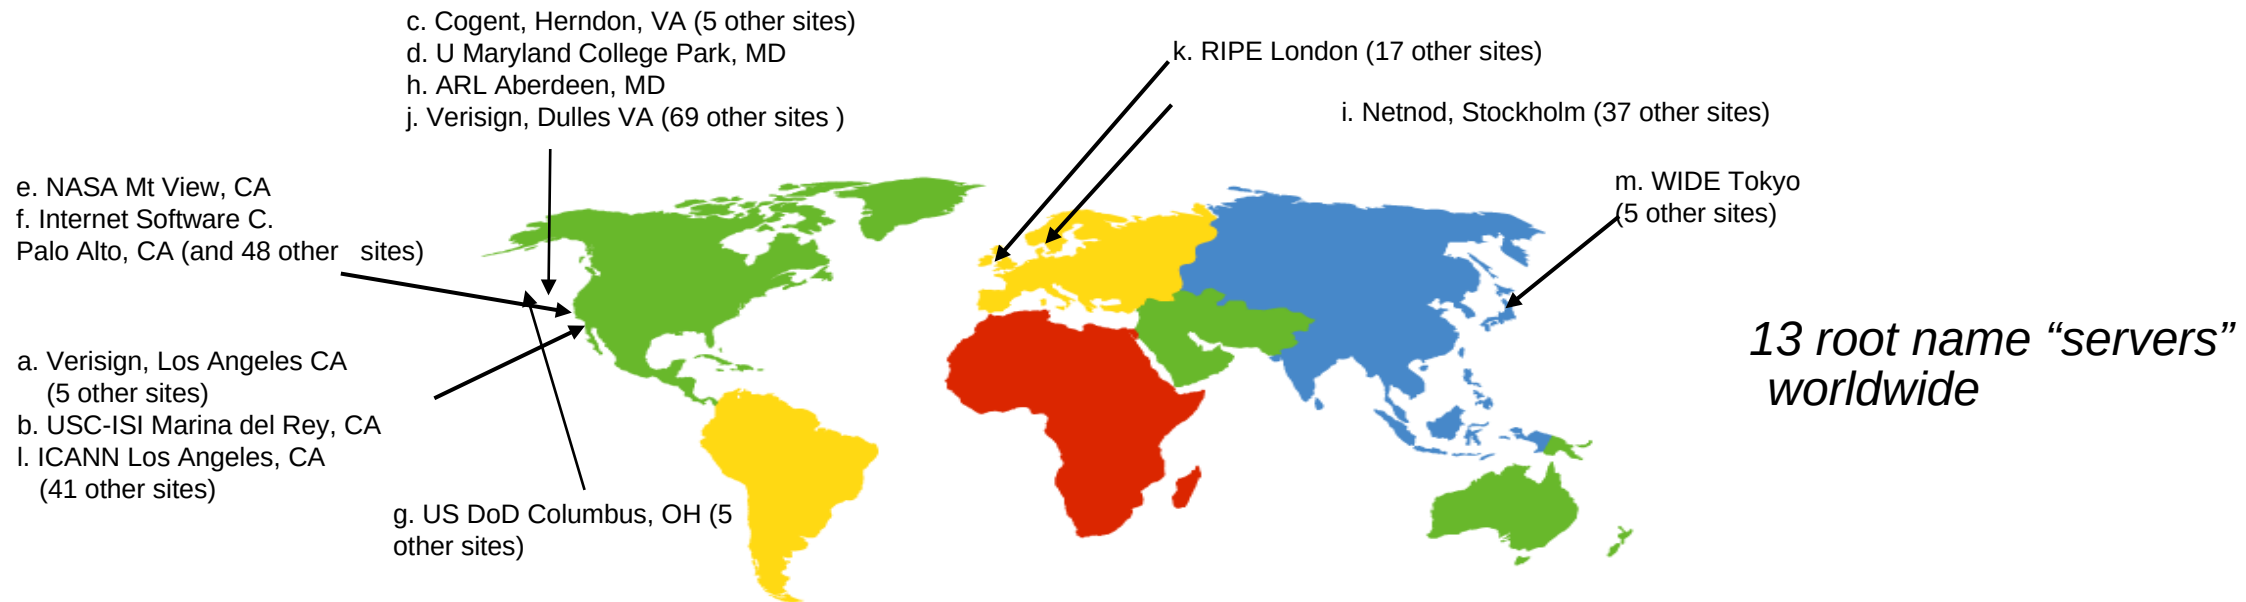 c. Cogent, Herndon, VA (5 other sites)
d. U Maryland College Park, MD
h. ARL Aberdeen, MD
j. Verisign, Dulles VA (69 other sites )
k. RIPE London (17 other sites)
i. Netnod, Stockholm (37 other sites)
m. WIDE Tokyo
(5 other sites)
e. NASA Mt View, CA
f. Internet Software C.
Palo Alto, CA (and 48 other   sites)
a. Verisign, Los Angeles CA
(5 other sites)
b. USC-ISI Marina del Rey, CA
l. ICANN Los Angeles, CA
(41 other sites)
g. US DoD Columbus, OH (5
other sites)
13 root name “servers”
worldwide